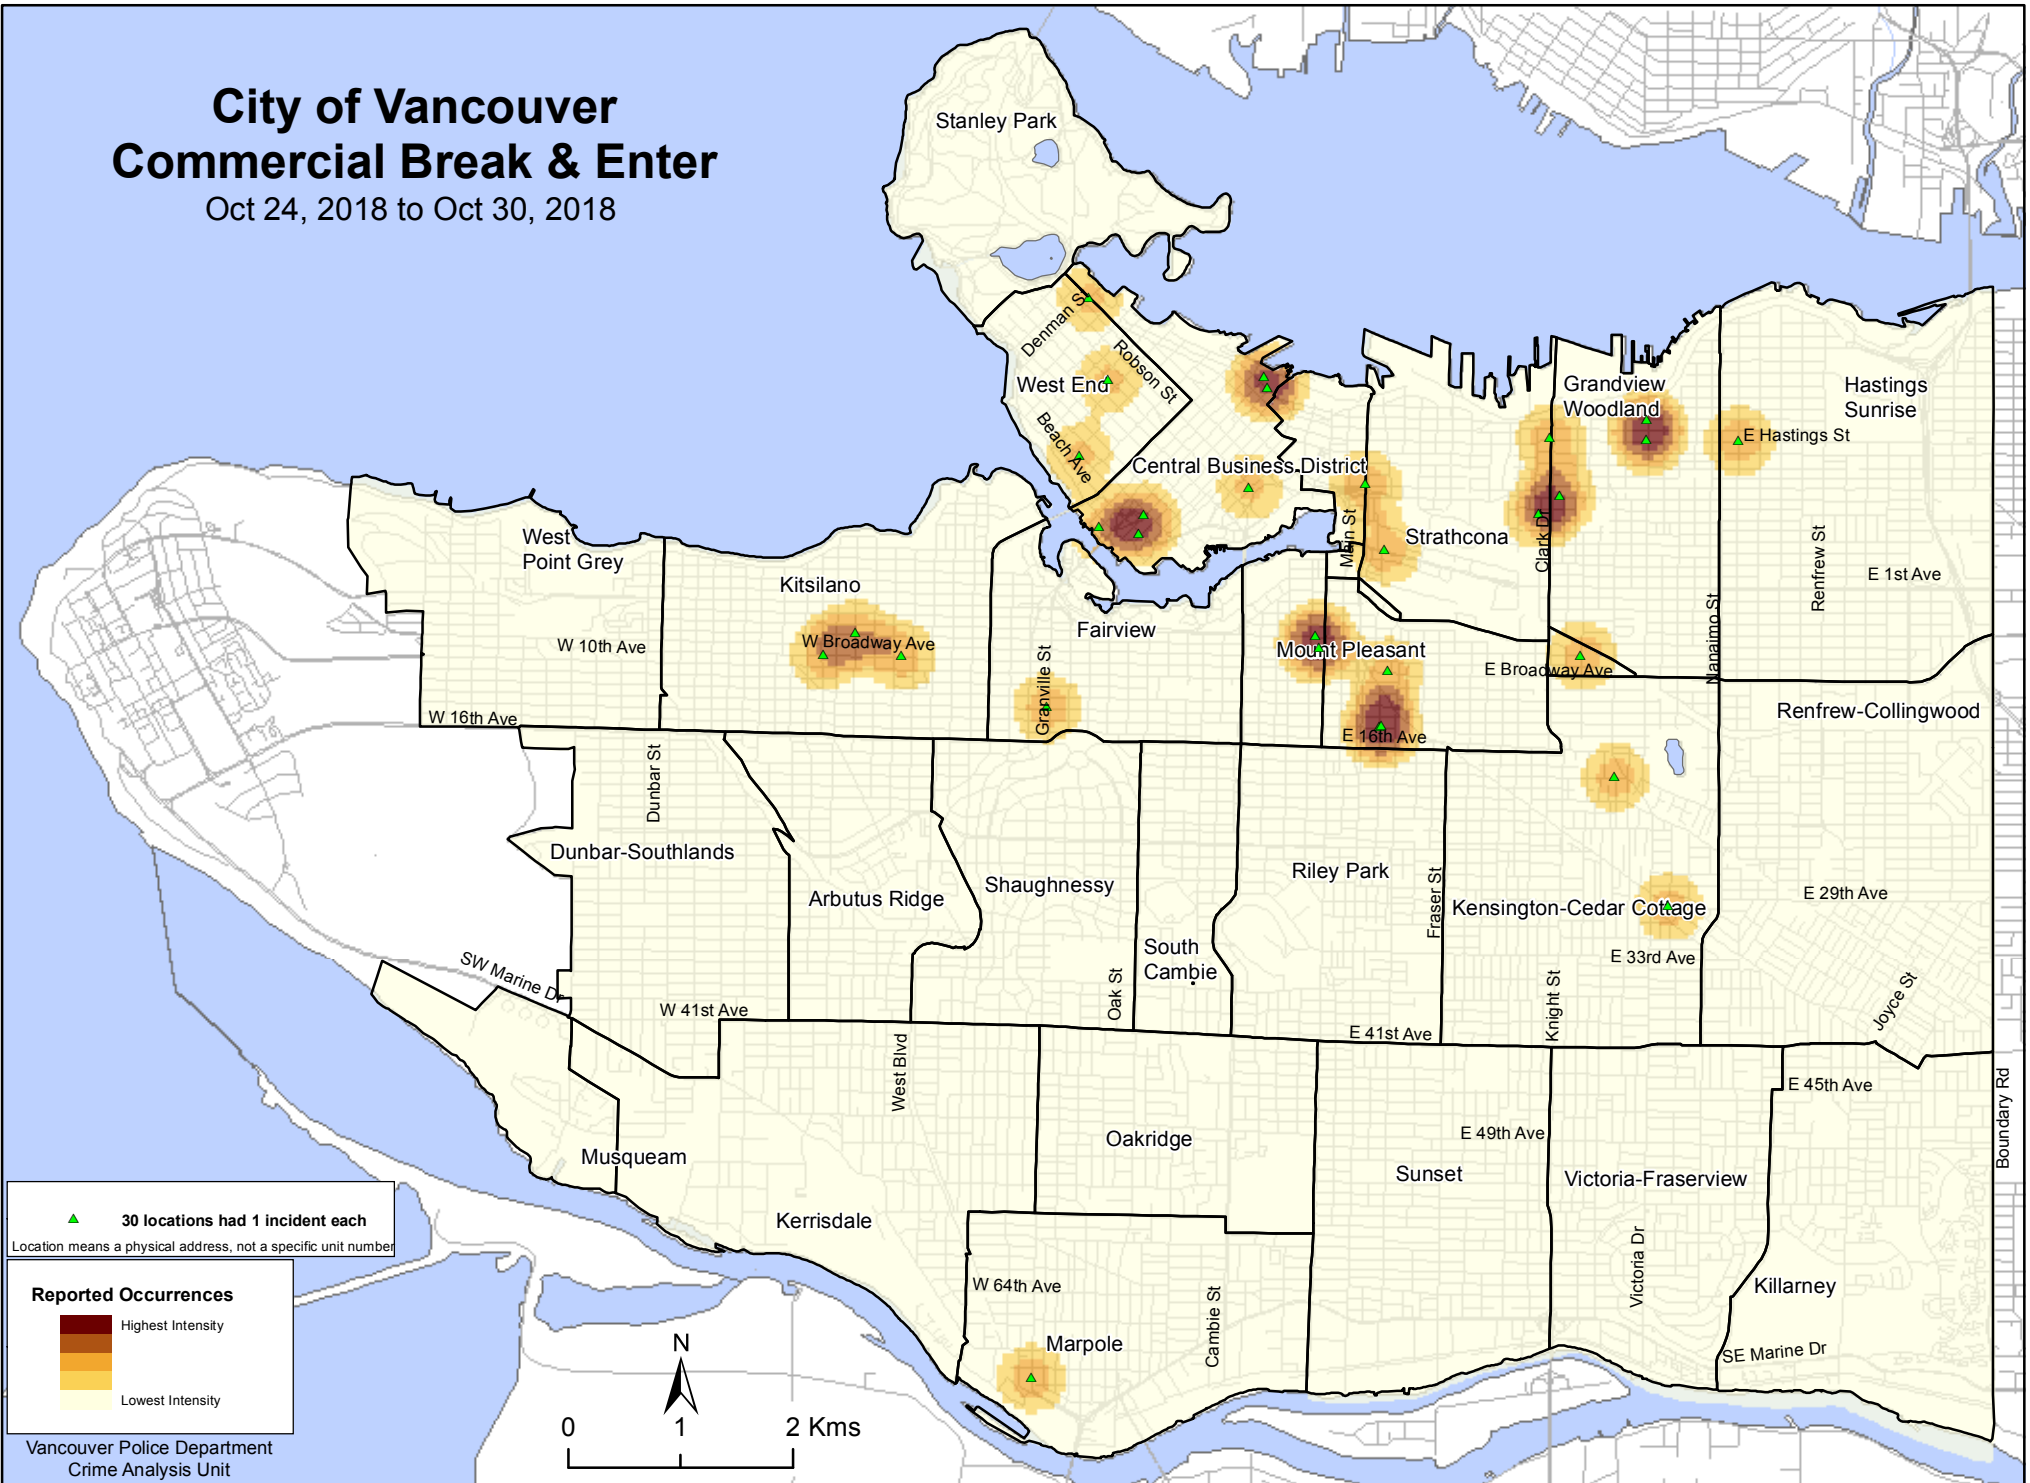 City of Vancouver
Commercial Break & Enter
Oct 24, 2018 to Oct 30, 2018
Stanley Park
Denman St
Robson St
West End
Beach Ave
Central Business District
Grandview
Woodland
Hastings
Sunrise
E Hastings St
West
Point Grey
Kitsilano
Main St
Strathcona
Clark Dr
Renfrew St
E 1st Ave
Nanaimo St
W 10th Ave
W Broadway Ave
Fairview
Granville St
Mount Pleasant
E Broadway Ave
W 16th Ave
E 16th Ave
Renfrew-Collingwood
Dunbar St
Dunbar-Southlands
Arbutus Ridge
Shaughnessy
Riley Park
Fraser St
Kensington-Cedar Cottage
E 29th Ave
South
Cambie
E 33rd Ave
SW Marine Dr
W 41st Ave
Oak St
E 41st Ave
Knight St
Joyce St
West Blvd
E 45th Ave
Boundary Rd
Oakridge
E 49th Ave
Musqueam
Sunset
Victoria-Fraserview
Kerrisdale
Victoria Dr
W 64th Ave
Killarney
Cambie St
Marpole
SE Marine Dr
30 locations had 1 incident each
Location means a physical address, not a specific unit number
Reported Occurrences
Highest Intensity
Lowest Intensity
N
0 1 2 Kms
Vancouver Police Department
Crime Analysis Unit